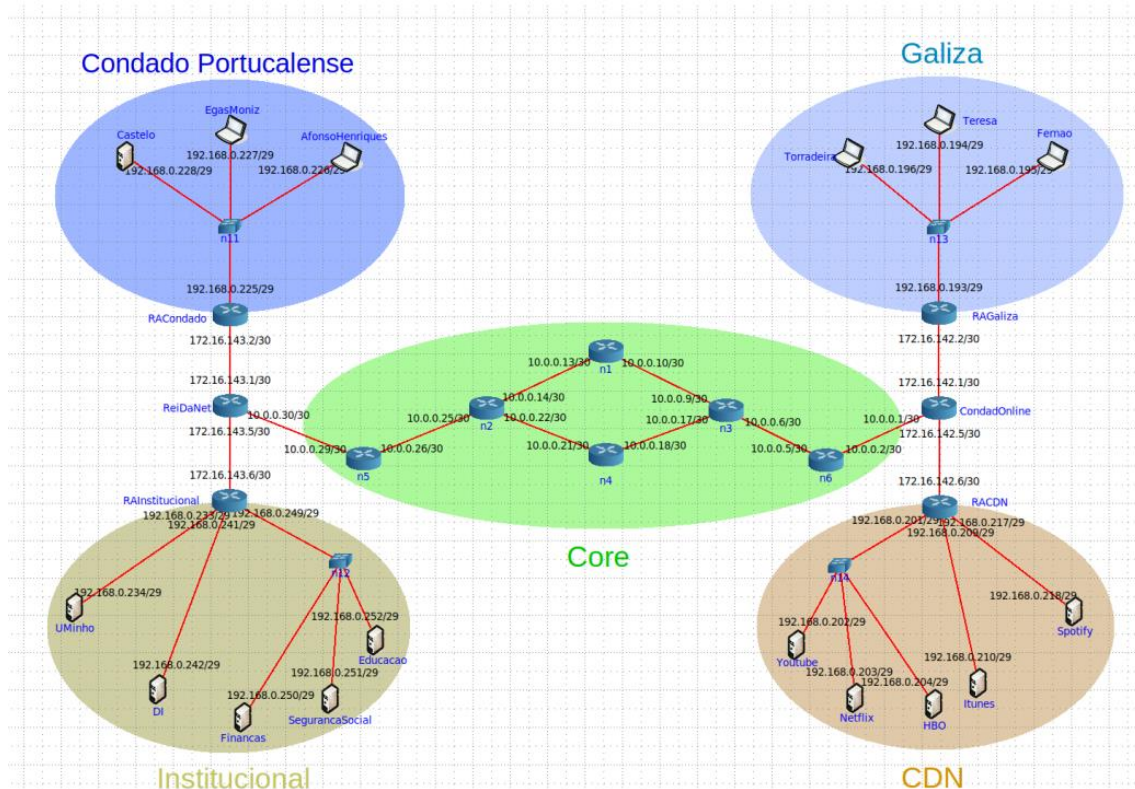 Condado Portucalense
Galiza
EgasMoniz
Castelo
AfonsoHenriques
192.168.0.227/29
192.168.0.228/29
192.168.0.226/29
n11
192.168.0.225/29
RACondado
172.16.143.2/30
172.16.143.1/30
ReiDaNet
10.0.0.30/30
172.16.143.5/30
172.16.143.6/30
RAInstitucional
Teresa
Fernao
Torradeira
192.168.0.194/29
192.168.0.196/29
192.168.0.195/29
n13
192.168.0.193/29
RAGaliza
172.16.142.2/30
172.16.142.1/30
CondadOnline
10.0.0.1/30
172.16.142.5/30
172.16.142.6/30
RACDN
n1
10.0.0.13/30
10.0.0.10/30
10.0.0.14/30
10.0.0.9/30
10.0.0.25/30
n2
10.0.0.22/30
10.0.0.17/30
n3
10.0.0.6/30
10.0.0.29/30
10.0.0.26/30
n5
10.0.0.21/30
10.0.0.18/30
n4
10.0.0.5/30
10.0.0.2/30
n6
Core
192.168.0.233/29
192.168.0.249/29
192.168.0.241/29
n12
192.168.0.234/29
UMinho
192.168.0.252/29
Educacao
192.168.0.242/29
DI
192.168.0.251/29
192.168.0.250/29
SegurancaSocial
Financas
Institucional
192.168.0.201/29
192.168.0.217/29
192.168.0.209/29
n14
192.168.0.218/29
Spotify
192.168.0.202/29
Youtube
192.168.0.210/29
Itunes
192.168.0.203/29
192.168.0.204/29
Netflix
HBO
CDN